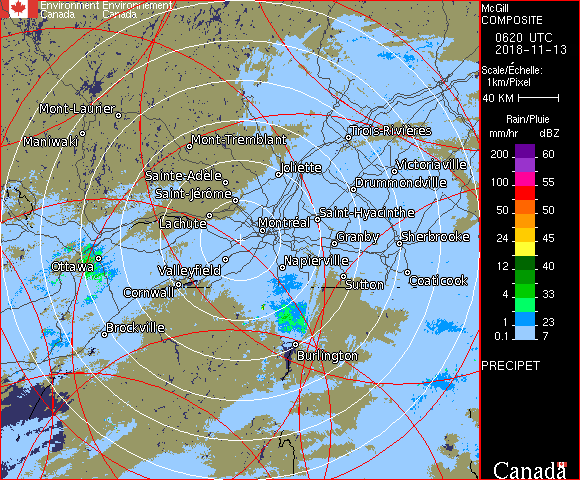 Environment Environnement
Canada Canada
McGill
COMPOSITE
0620 UTC
2018-11-13
Scale/Échelle:
1km/Pixel
40 KM
Rain/Pluie
mm/hr dBZ
200 60
100 55
50 50
24 45
12 40
4 33
1 23
0.1 7
PRECIPET
Canada
Mont-Laurier
Maniwaki
Mont-Tremblant
Trois-Rivières
Sainte-Adèle
Joliette
Victoriaville
Saint-Jérôme
Drummondville
Lachute
Montréal
Saint-Hyacinthe
Granby
Sherbrooke
Ottawa
Valleyfield
Napierville
Sutton
Coaticook
Cornwall
Brockville
Burlington